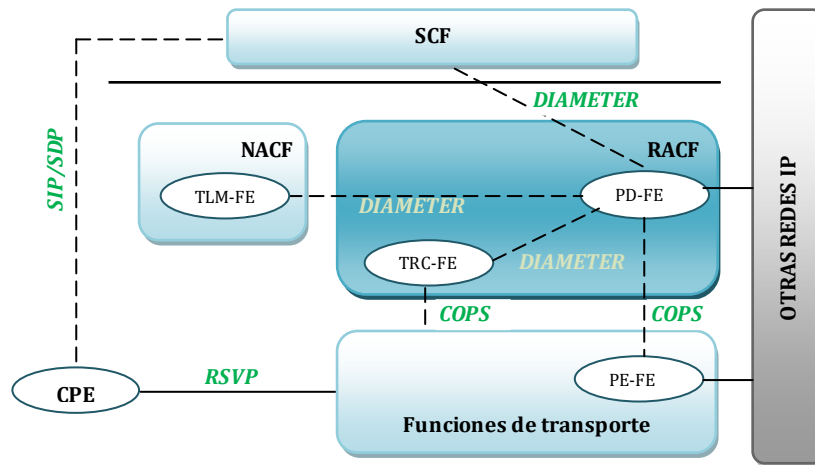 SCF
DIAMETER
SIP/SDP
NACF
RACF
TLM-FE
DIAMETER
PD-FE
TRC-FE
DIAMETER
COPS
COPS
CPE
RSVP
PE-FE
Funciones de transporte
OTRAS REDES IP